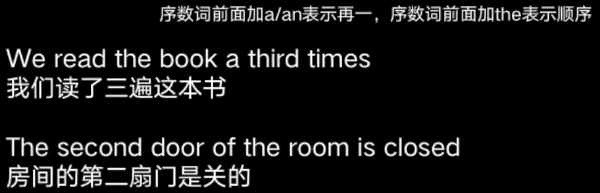 序数词前面加a/an表示再一，序数词前面加the表示顺序
We read the book a third times
我们读了三遍这本书
The second door of the room is closed
房间的第二扇门是关的